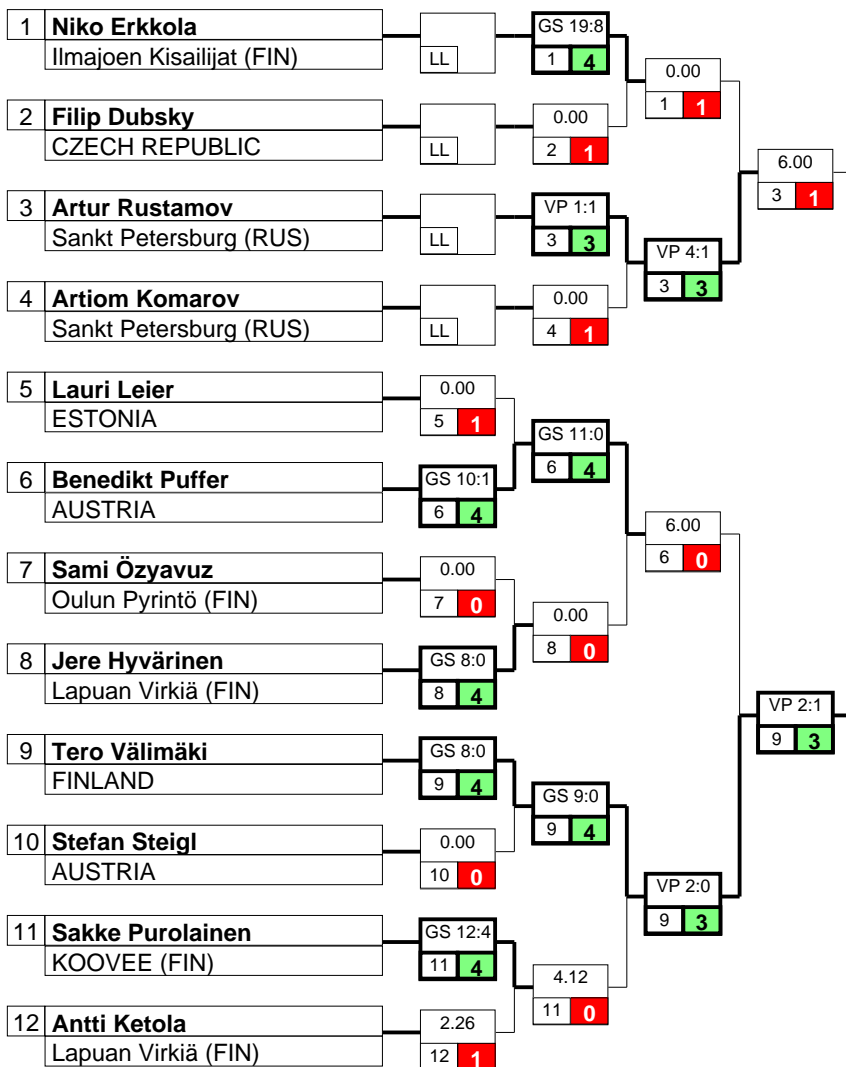 1 Niko Erkkola
Ilmajoen Kisailijat (FIN)
LL
GS 19:8
1 4
0.00
1 1
2 Filip Dubsky
CZECH REPUBLIC
LL
0.00
2 1
6.00
3 1
3 Artur Rustamov
Sankt Petersburg (RUS)
LL
VP 1:1
3 3
VP 4:1
3 3
4 Artiom Komarov
Sankt Petersburg (RUS)
LL
0.00
4 1
5 Lauri Leier
ESTONIA
0.00
5 1
GS 11:0
6 4
6 Benedikt Puffer
AUSTRIA
GS 10:1
6 4
6.00
6 0
7 Sami Özyavuz
Oulun Pyrintö (FIN)
0.00
7 0
0.00
8 0
8 Jere Hyvärinen
Lapuan Virkiä (FIN)
GS 8:0
8 4
VP 2:1
9 3
9 Tero Välimäki
FINLAND
GS 8:0
9 4
GS 9:0
9 4
10 Stefan Steigl
AUSTRIA
0.00
10 0
VP 2:0
9 3
11 Sakke Purolainen
KOOVEE (FIN)
GS 12:4
11 4
4.12
11 0
12 Antti Ketola
Lapuan Virkiä (FIN)
2.26
12 1